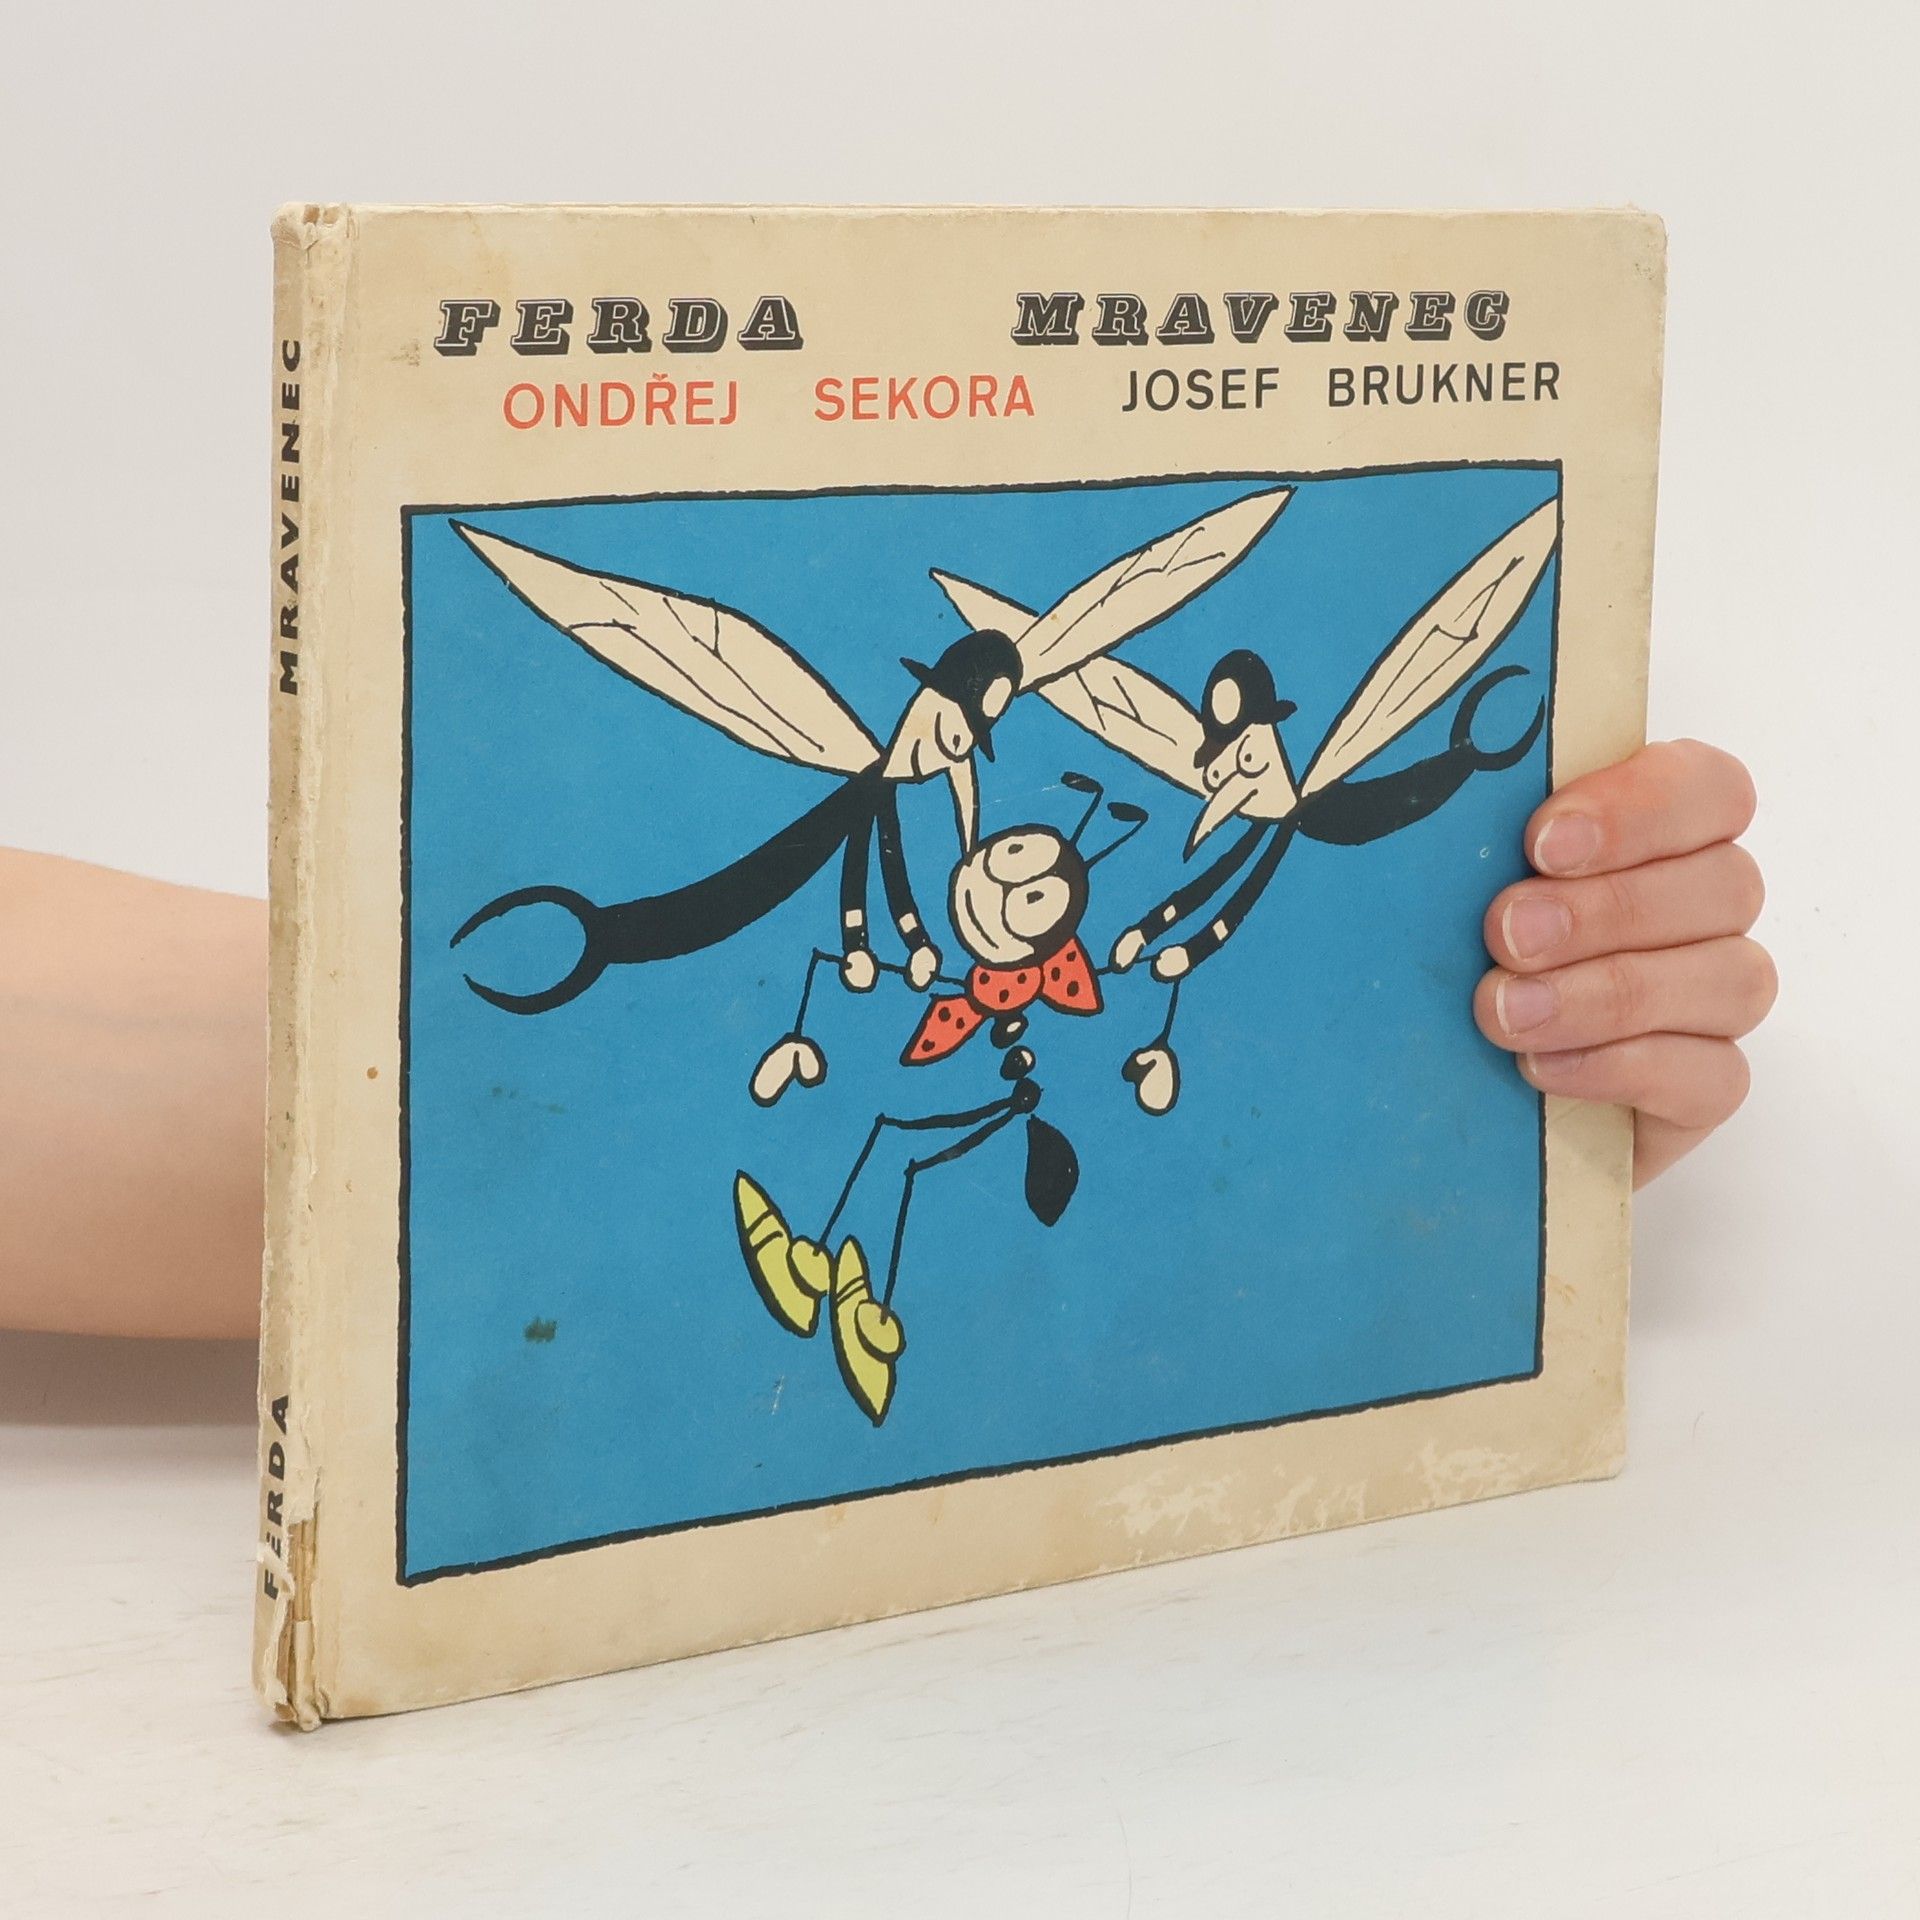 FERDA MRAVENEC
ONDŘEJ SEKORA JOSEF BRUKNER
FERDA MRAVENEC